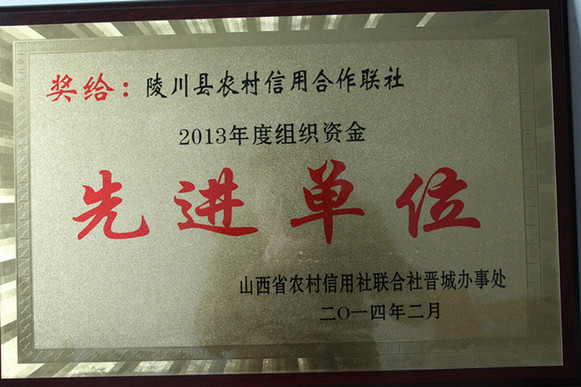 奖给：陵川县农村信用合作联社
2013年度组织资金
先进单位
山西省农村信用社联合社晋城办事处
二〇一四年二月